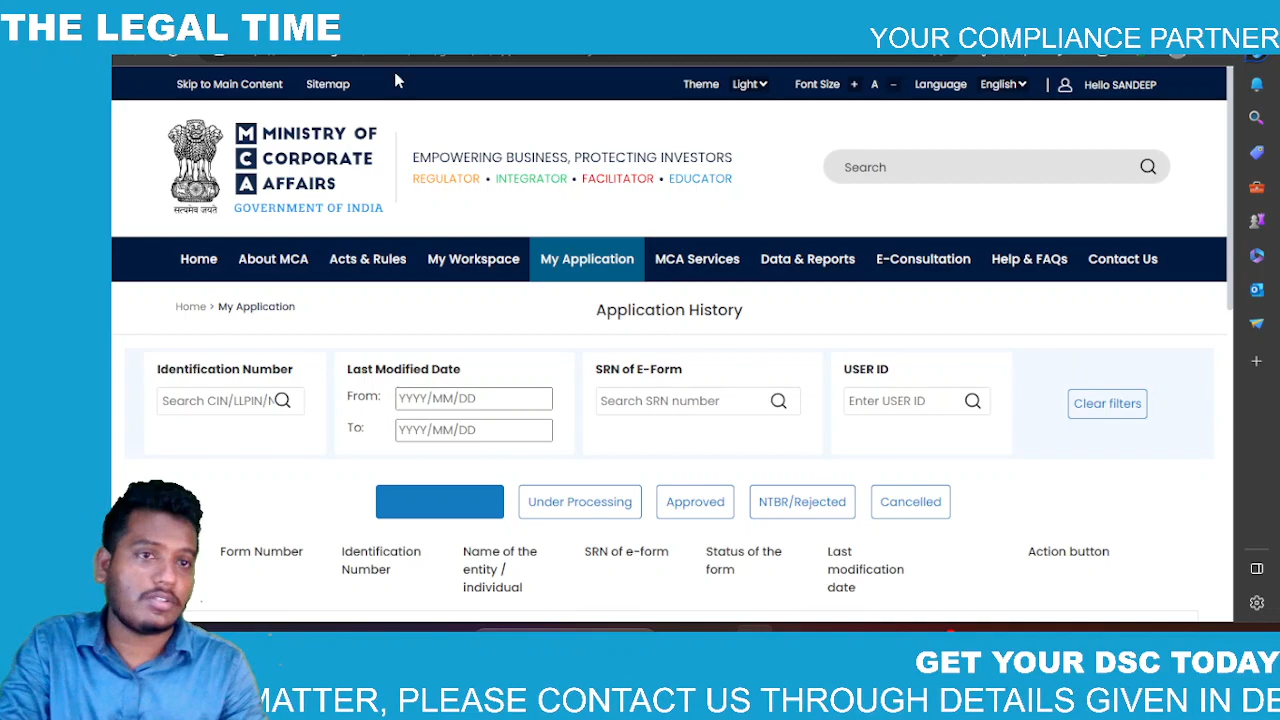 THE LEGAL TIME
YOUR COMPLIANCE PARTNER
Skip to Main Content Sitemap Theme Light Font Size + A - Language English | Hello SANDEEP
MINISTRY OF
CORPORATE
AFFAIRS
GOVERNMENT OF INDIA
सत्यमेव जयते
EMPOWERING BUSINESS, PROTECTING INVESTORS
REGULATOR • INTEGRATOR • FACILITATOR • EDUCATOR
Search
Home About MCA Acts & Rules My Workspace My Application MCA Services Data & Reports E-Consultation Help & FAQs Contact Us
Home > My Application
Application History
Identification Number Last Modified Date SRN of E-Form USER ID
Search CIN/LLPIN/N From: YYYY/MM/DD Search SRN number Enter USER ID Clear filters
To: YYYY/MM/DD
Under Processing Approved NTBR/Rejected Cancelled
Form Number
Identification
Number
Name of the
entity /
individual
SRN of e-form
Status of the
form
Last
modification
date
Action button
GET YOUR DSC TODAY
MATTER, PLEASE CONTACT US THROUGH DETAILS GIVEN IN DE